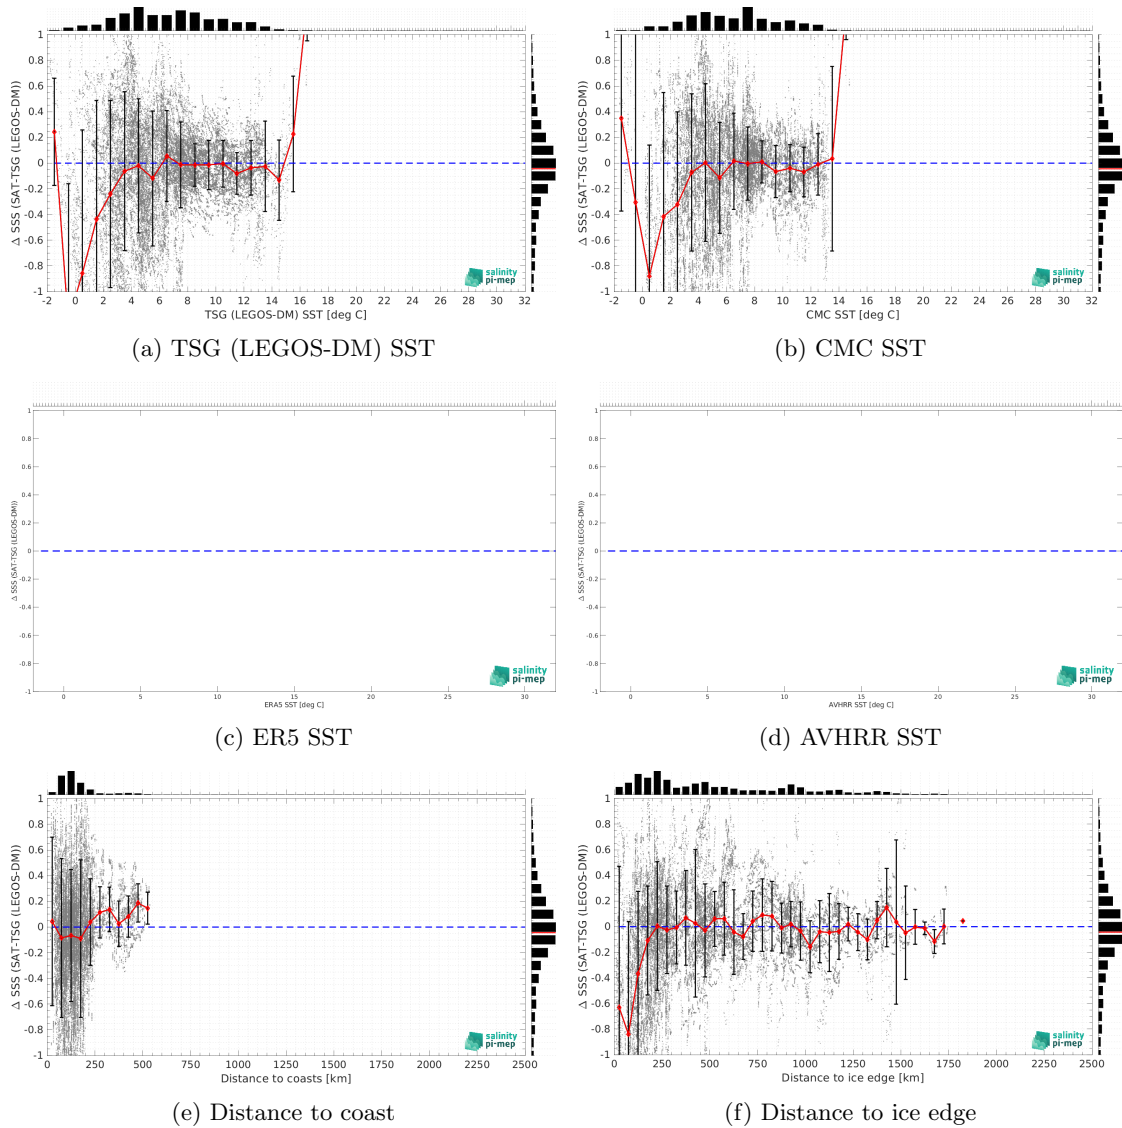 1
0.8
0.6
0.4
0.2
0
-0.2
-0.4
-0.6
-0.8
-1
Δ SSS (SAT-TSG (LEGOS-DM))
-2 0 2 4 6 8 10 12 14 16 18 20 22 24 26 28 30 32
TSG (LEGOS-DM) SST [deg C]
salinity
pi-mep
(a) TSG (LEGOS-DM) SST
1
0.8
0.6
0.4
0.2
0
-0.2
-0.4
-0.6
-0.8
-1
Δ SSS (SAT-TSG (LEGOS-DM))
-2 0 2 4 6 8 10 12 14 16 18 20 22 24 26 28 30 32
CMC SST [deg C]
salinity
pi-mep
(b) CMC SST
1
0.8
0.6
0.4
0.2
0
-0.2
-0.4
-0.6
-0.8
-1
Δ SSS (SAT-TSG (LEGOS-DM))
0 5 10 15 20 25 30
ERA5 SST [deg C]
salinity
pi-mep
(c) ER5 SST
1
0.8
0.6
0.4
0.2
0
-0.2
-0.4
-0.6
-0.8
-1
Δ SSS (SAT-TSG (LEGOS-DM))
0 5 10 15 20 25 30
AVHRR SST [deg C]
salinity
pi-mep
(d) AVHRR SST
1
0.8
0.6
0.4
0.2
0
-0.2
-0.4
-0.6
-0.8
-1
Δ SSS (SAT-TSG (LEGOS-DM))
0 250 500 750 1000 1250 1500 1750 2000 2250 2500
Distance to coasts [km]
salinity
pi-mep
(e) Distance to coast
1
0.8
0.6
0.4
0.2
0
-0.2
-0.4
-0.6
-0.8
-1
Δ SSS (SAT-TSG (LEGOS-DM))
0 250 500 750 1000 1250 1500 1750 2000 2250 2500
Distance to ice edge [km]
salinity
pi-mep
(f) Distance to ice edge